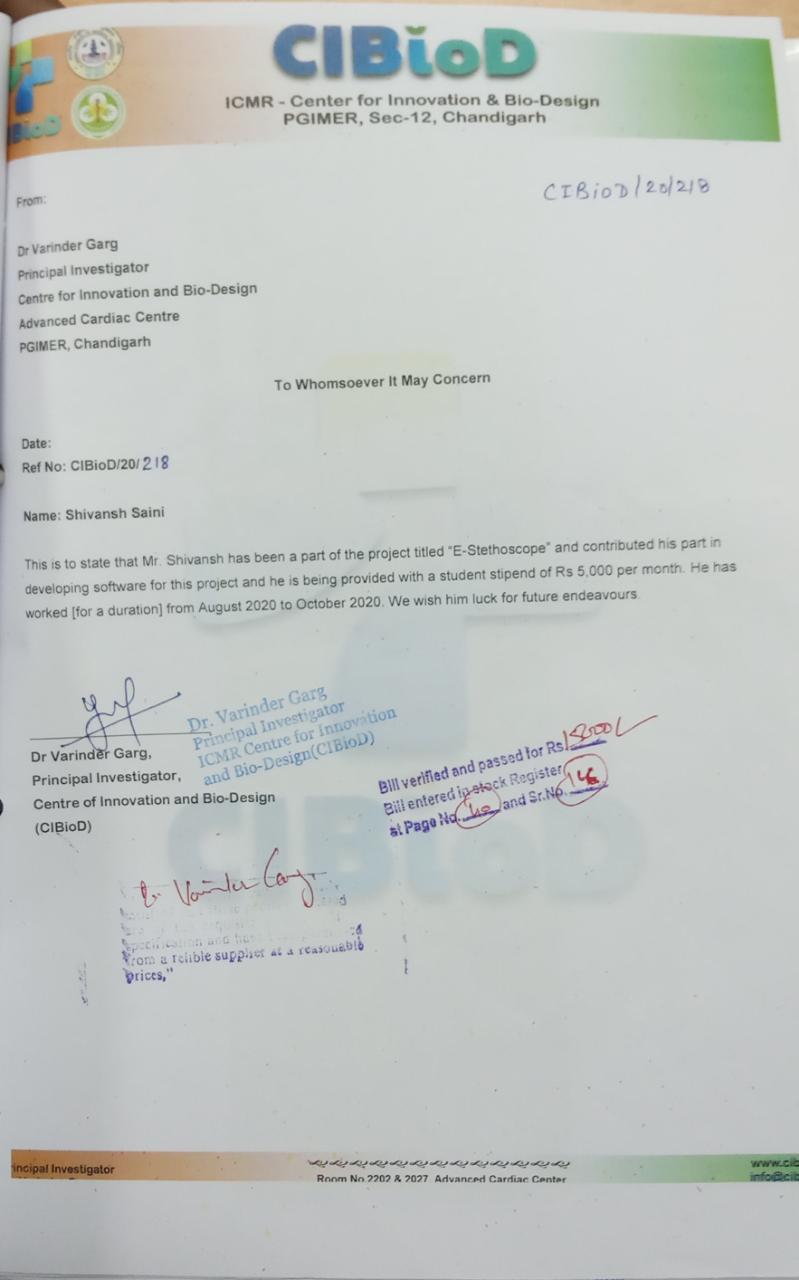 CIBioD
ICMR - Center for Innovation & Bio-Design
PGIMER, Sec-12, Chandigarh
BioD
CIBioD/20/218
From:
Dr Varinder Garg
Principal Investigator
Centre for Innovation and Bio-Design
Advanced Cardiac Centre
PGIMER, Chandigarh
To Whomsoever It May Concern
Date:
Ref No: CIBioD/20/218
Name: Shivansh Saini
This is to state that Mr. Shivansh has been a part of the project titled “E-Stethoscope” and contributed his part in
developing software for this project and he is being provided with a student stipend of Rs 5,000 per month. He has
worked [for a duration] from August 2020 to October 2020. We wish him luck for future endeavours.
Dr. Varinder Garg
Principal Investigator
ICMR Centre for Innovation
and Bio-Design(CIBioD)
Dr Varinder Garg,
Principal Investigator,
Centre of Innovation and Bio-Design
(CIBioD)
Bill verified and passed for Rs
Bill entered in stock Register
at Page No. and Sr.No.
CIBioD
Dr. Varinder Garg
from a relible supplier at a reasonable
prices,"
incipal Investigator
Room No.2202 & 2027, Advanced Cardiac Center
www.cib
info@cib